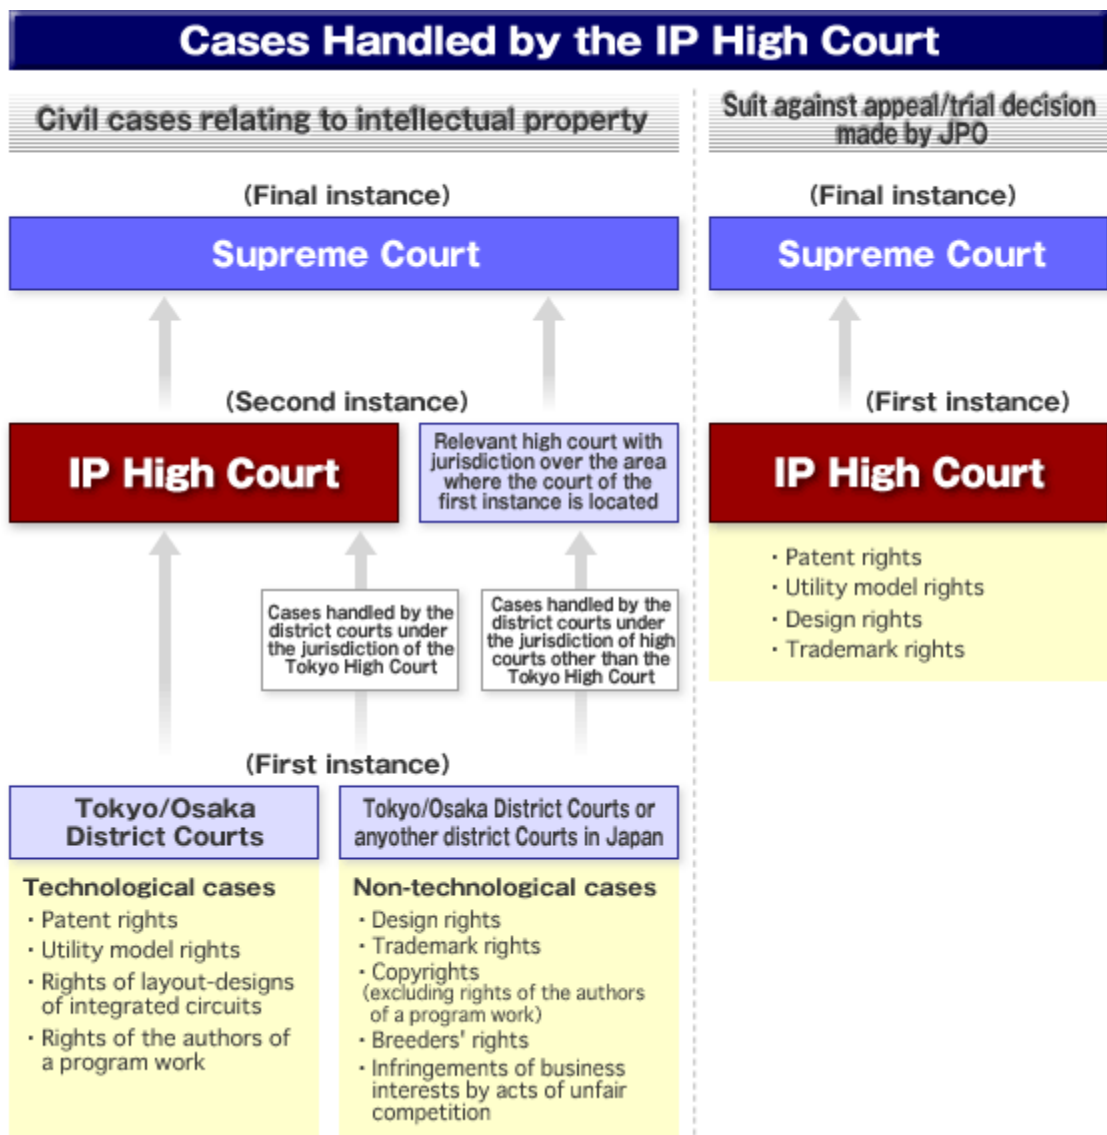 Cases Handled by the IP High Court
Civil cases relating to intellectual property
(Final instance)
Supreme Court
(Second instance)
IP High Court
Relevant high court with
jurisdiction over the area
where the court of the
first instance is located
Cases handled by the
district courts under
the jurisdiction of the
Tokyo High Court
Cases handled by the
district courts under
the jurisdiction of high
courts other than the
Tokyo High Court
(First instance)
Tokyo/Osaka
District Courts
Technological cases
・Patent rights
・Utility model rights
・Rights of layout-designs
of integrated circuits
・Rights of the authors of
a program work
Tokyo/Osaka District Courts or
anyother district Courts in Japan
Non-technological cases
・Design rights
・Trademark rights
・Copyrights
(excluding rights of the authors
of a program work)
・Breeders' rights
・Infringements of business
interests by acts of unfair
competition
Suit against appeal/trial decision
made by JPO
(Final instance)
Supreme Court
(First instance)
IP High Court
・Patent rights
・Utility model rights
・Design rights
・Trademark rights